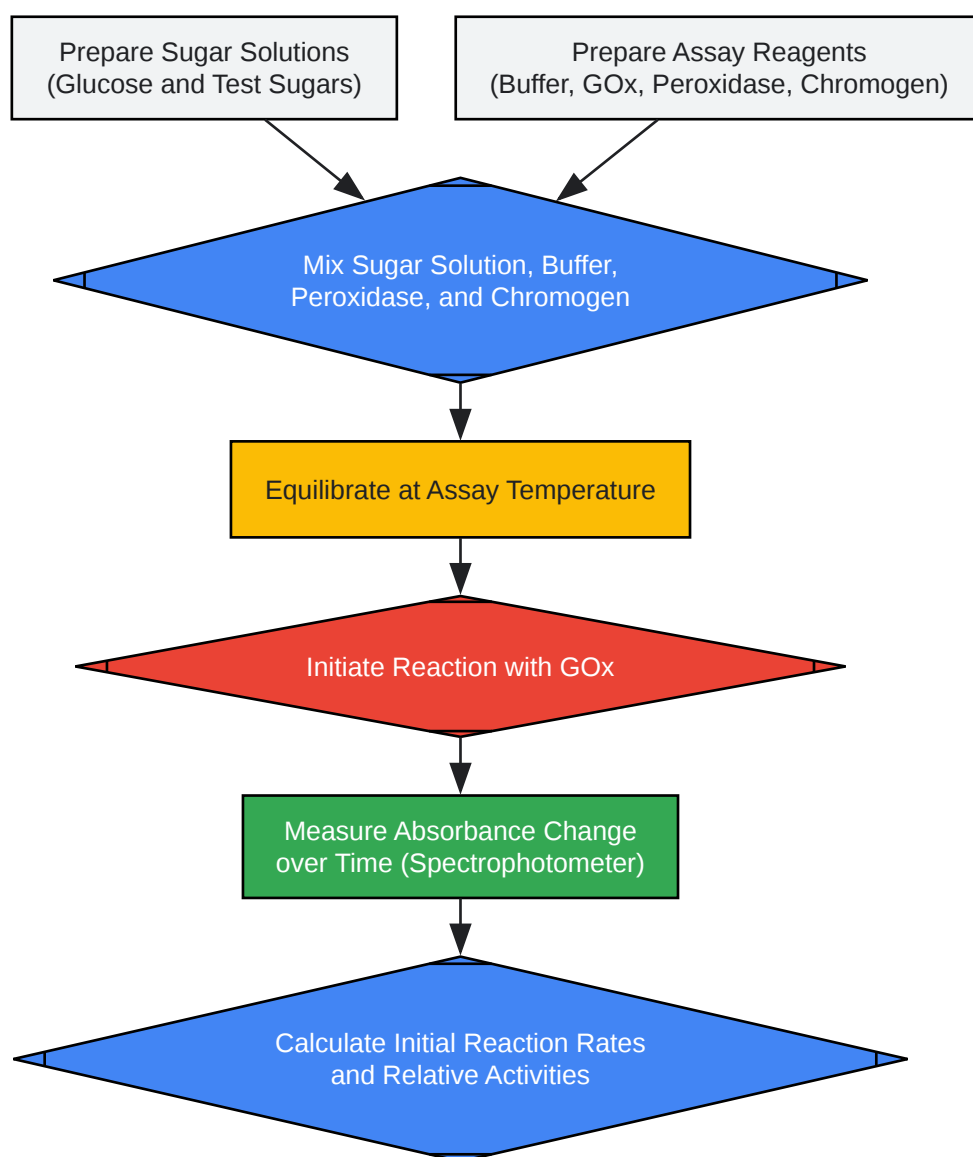 Prepare Sugar Solutions
(Glucose and Test Sugars)
Prepare Assay Reagents
(Buffer, GOx, Peroxidase, Chromogen)
Mix Sugar Solution, Buffer,
Peroxidase, and Chromogen
Equilibrate at Assay Temperature
Initiate Reaction with GOx
Measure Absorbance Change
over Time (Spectrophotometer)
Calculate Initial Reaction Rates
and Relative Activities